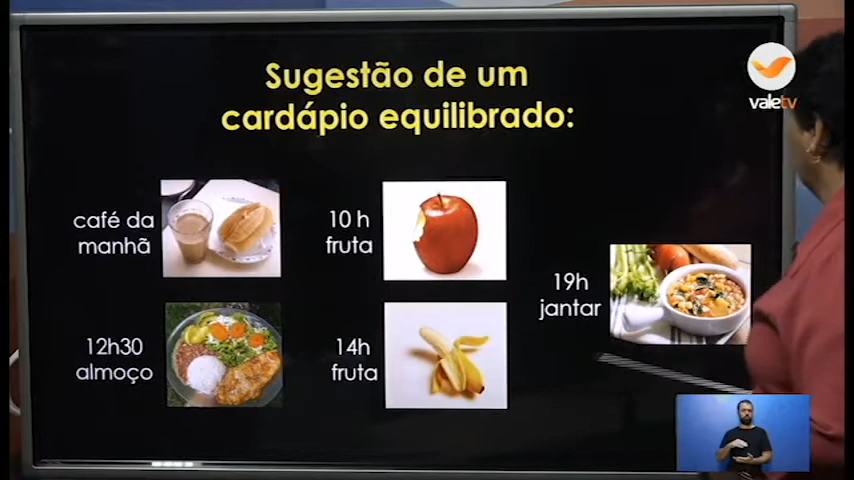 Sugestão de um
cardápio equilibrado:
valetv
café da
manhã
10 h
fruta
12h30
almoço
14h
fruta
19h
jantar